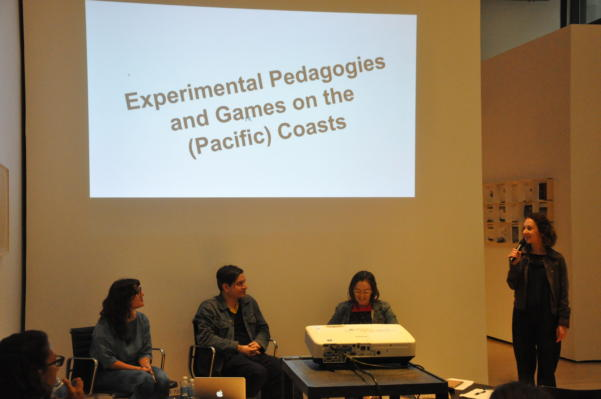 Experimental Pedagogies
and Games on the
(Pacific) Coasts